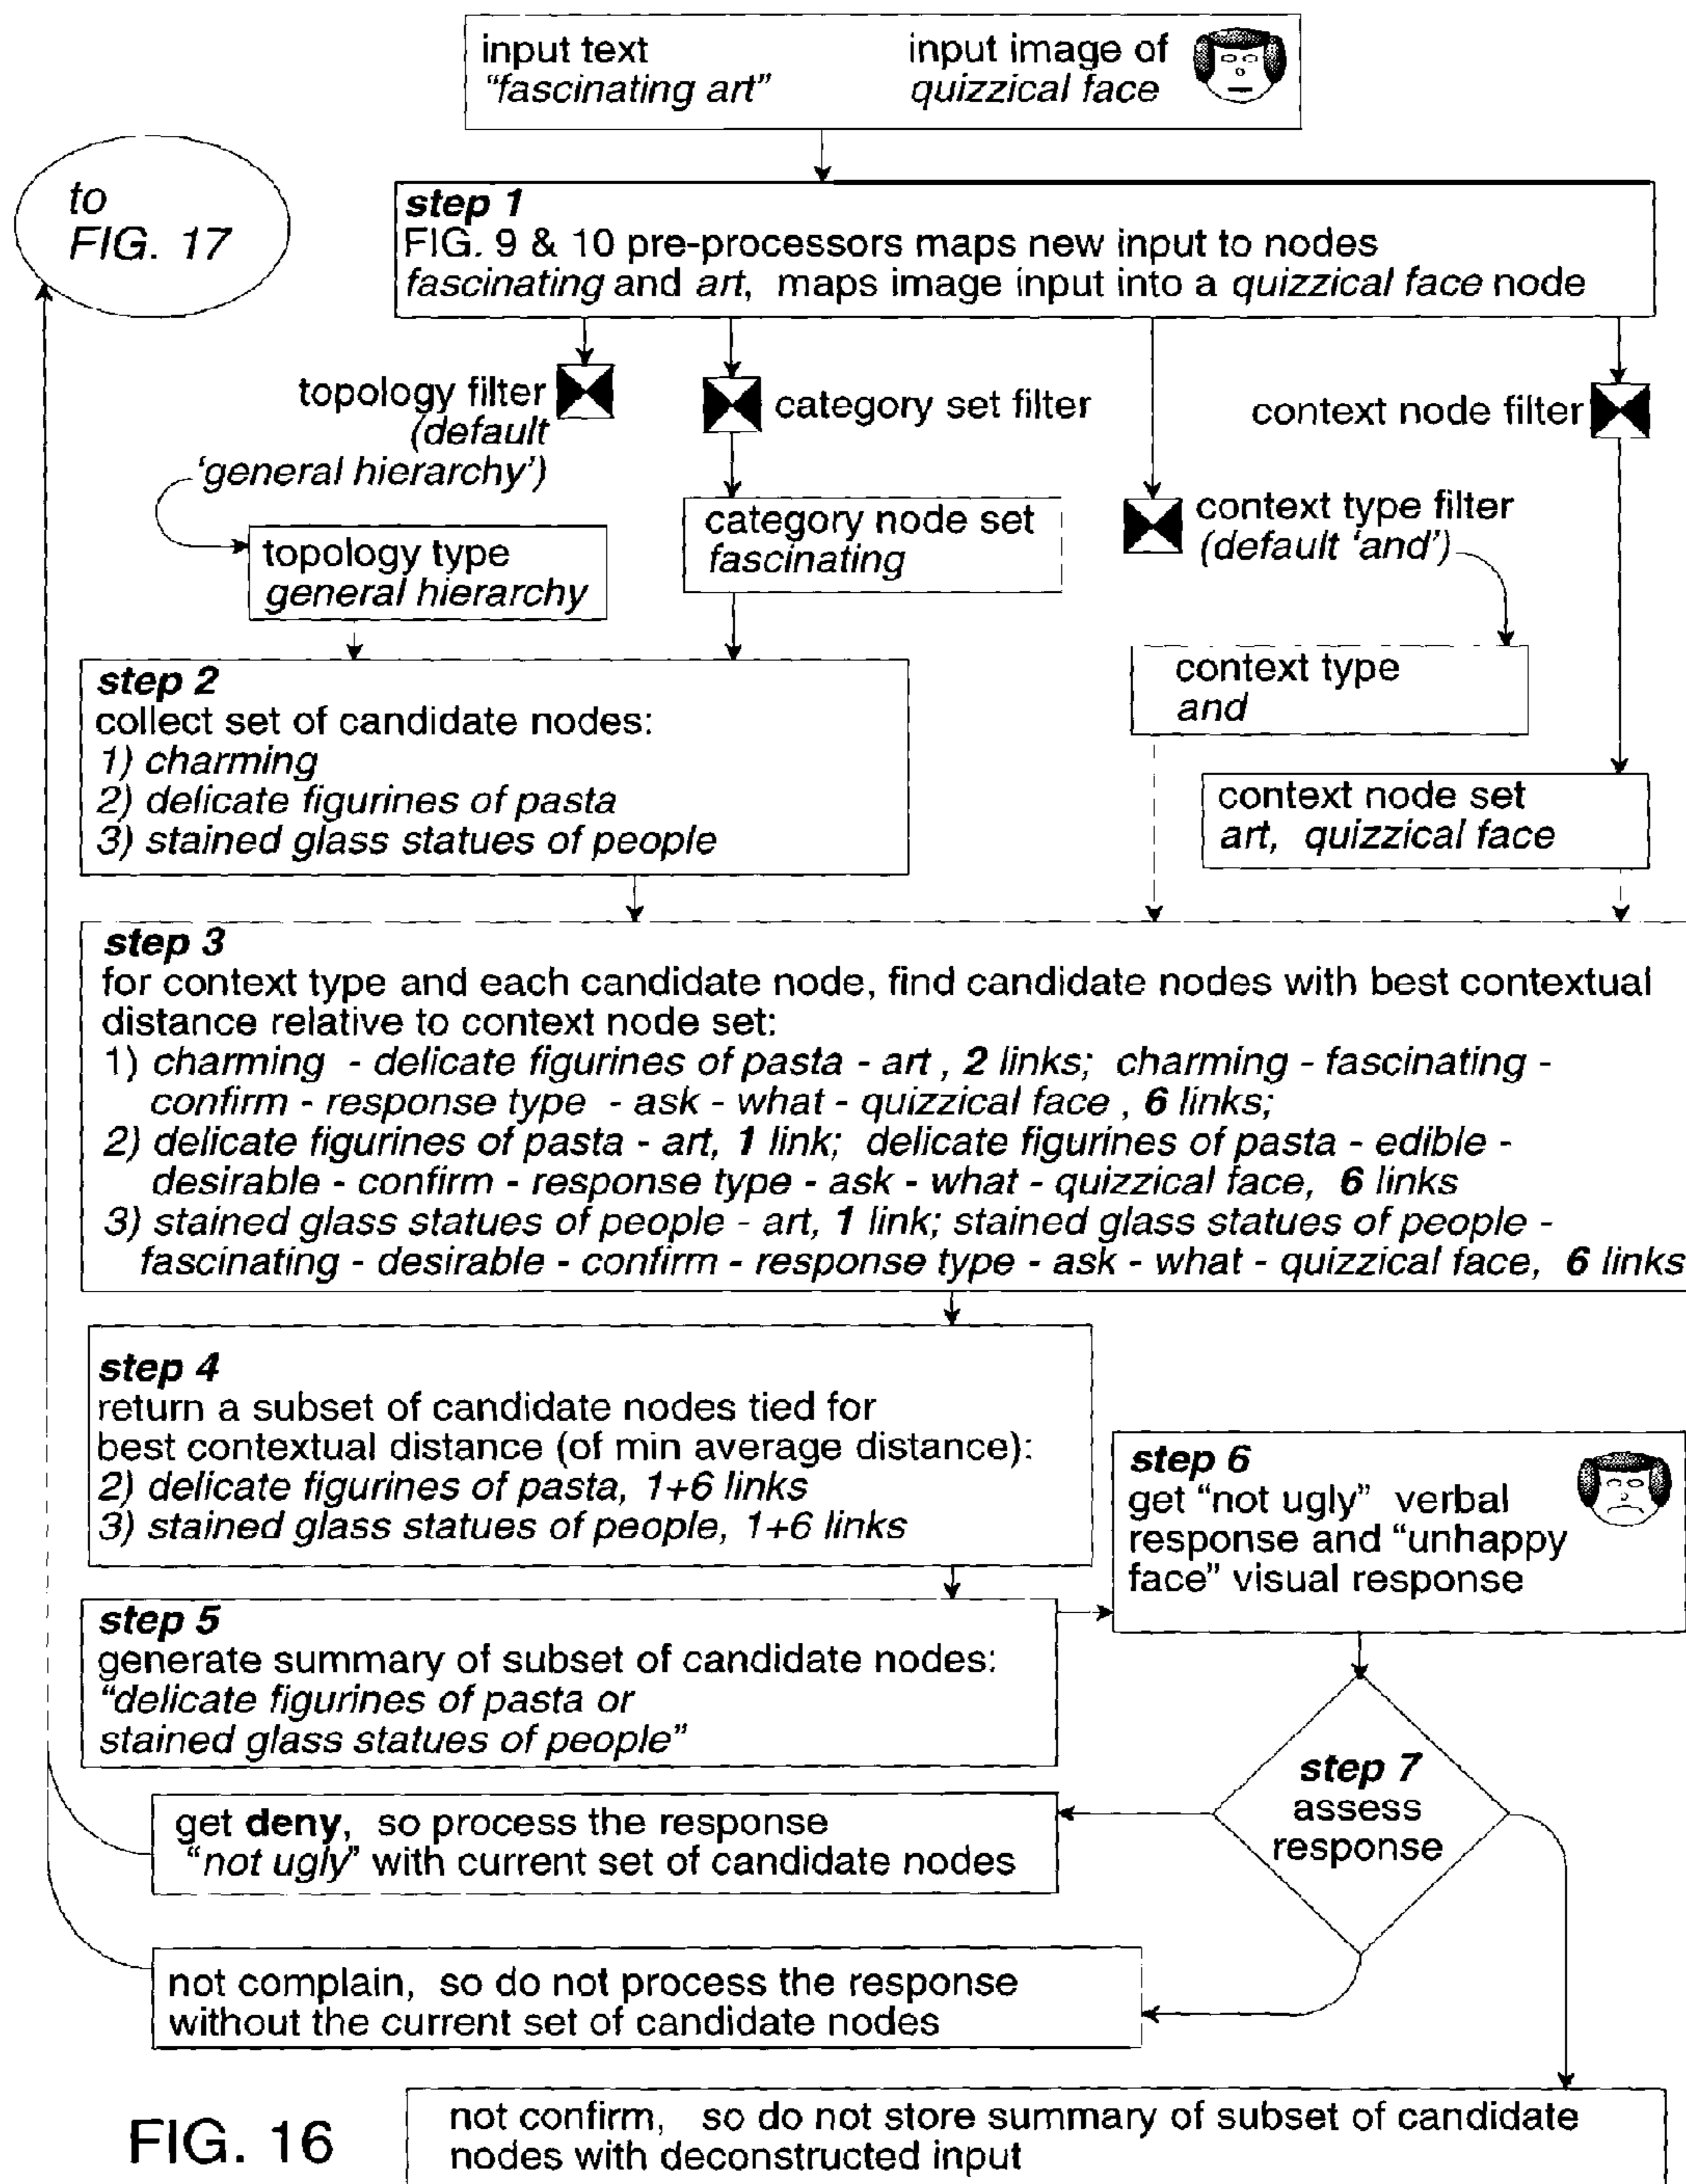 input text
“fascinating art”
input image of
quizzical face
to
FIG. 17
step 1
FIG. 9 & 10 pre-processors maps new input to nodes
fascinating and art, maps image input into a quizzical face node
topology filter
(default
‘general hierarchy’)
category set filter
context node filter
context type filter
(default ‘and’)
topology type
general hierarchy
category node set
fascinating
context type
and
context node set
art, quizzical face
step 2
collect set of candidate nodes:
1) charming
2) delicate figurines of pasta
3) stained glass statues of people
step 3
for context type and each candidate node, find candidate nodes with best contextual
distance relative to context node set:
1) charming - delicate figurines of pasta - art , 2 links; charming - fascinating -
confirm - response type - ask - what - quizzical face , 6 links;
2) delicate figurines of pasta - art, 1 link; delicate figurines of pasta - edible -
desirable - confirm - response type - ask - what - quizzical face, 6 links
3) stained glass statues of people - art, 1 link; stained glass statues of people -
fascinating - desirable - confirm - response type - ask - what - quizzical face, 6 links
step 4
return a subset of candidate nodes tied for
best contextual distance (of min average distance):
2) delicate figurines of pasta, 1+6 links
3) stained glass statues of people, 1+6 links
step 6
get “not ugly” verbal
response and “unhappy
face” visual response
step 5
generate summary of subset of candidate nodes:
“delicate figurines of pasta or
stained glass statues of people”
step 7
assess
response
get deny, so process the response
“not ugly” with current set of candidate nodes
not complain, so do not process the response
without the current set of candidate nodes
not confirm, so do not store summary of subset of candidate
nodes with deconstructed input
FIG. 16